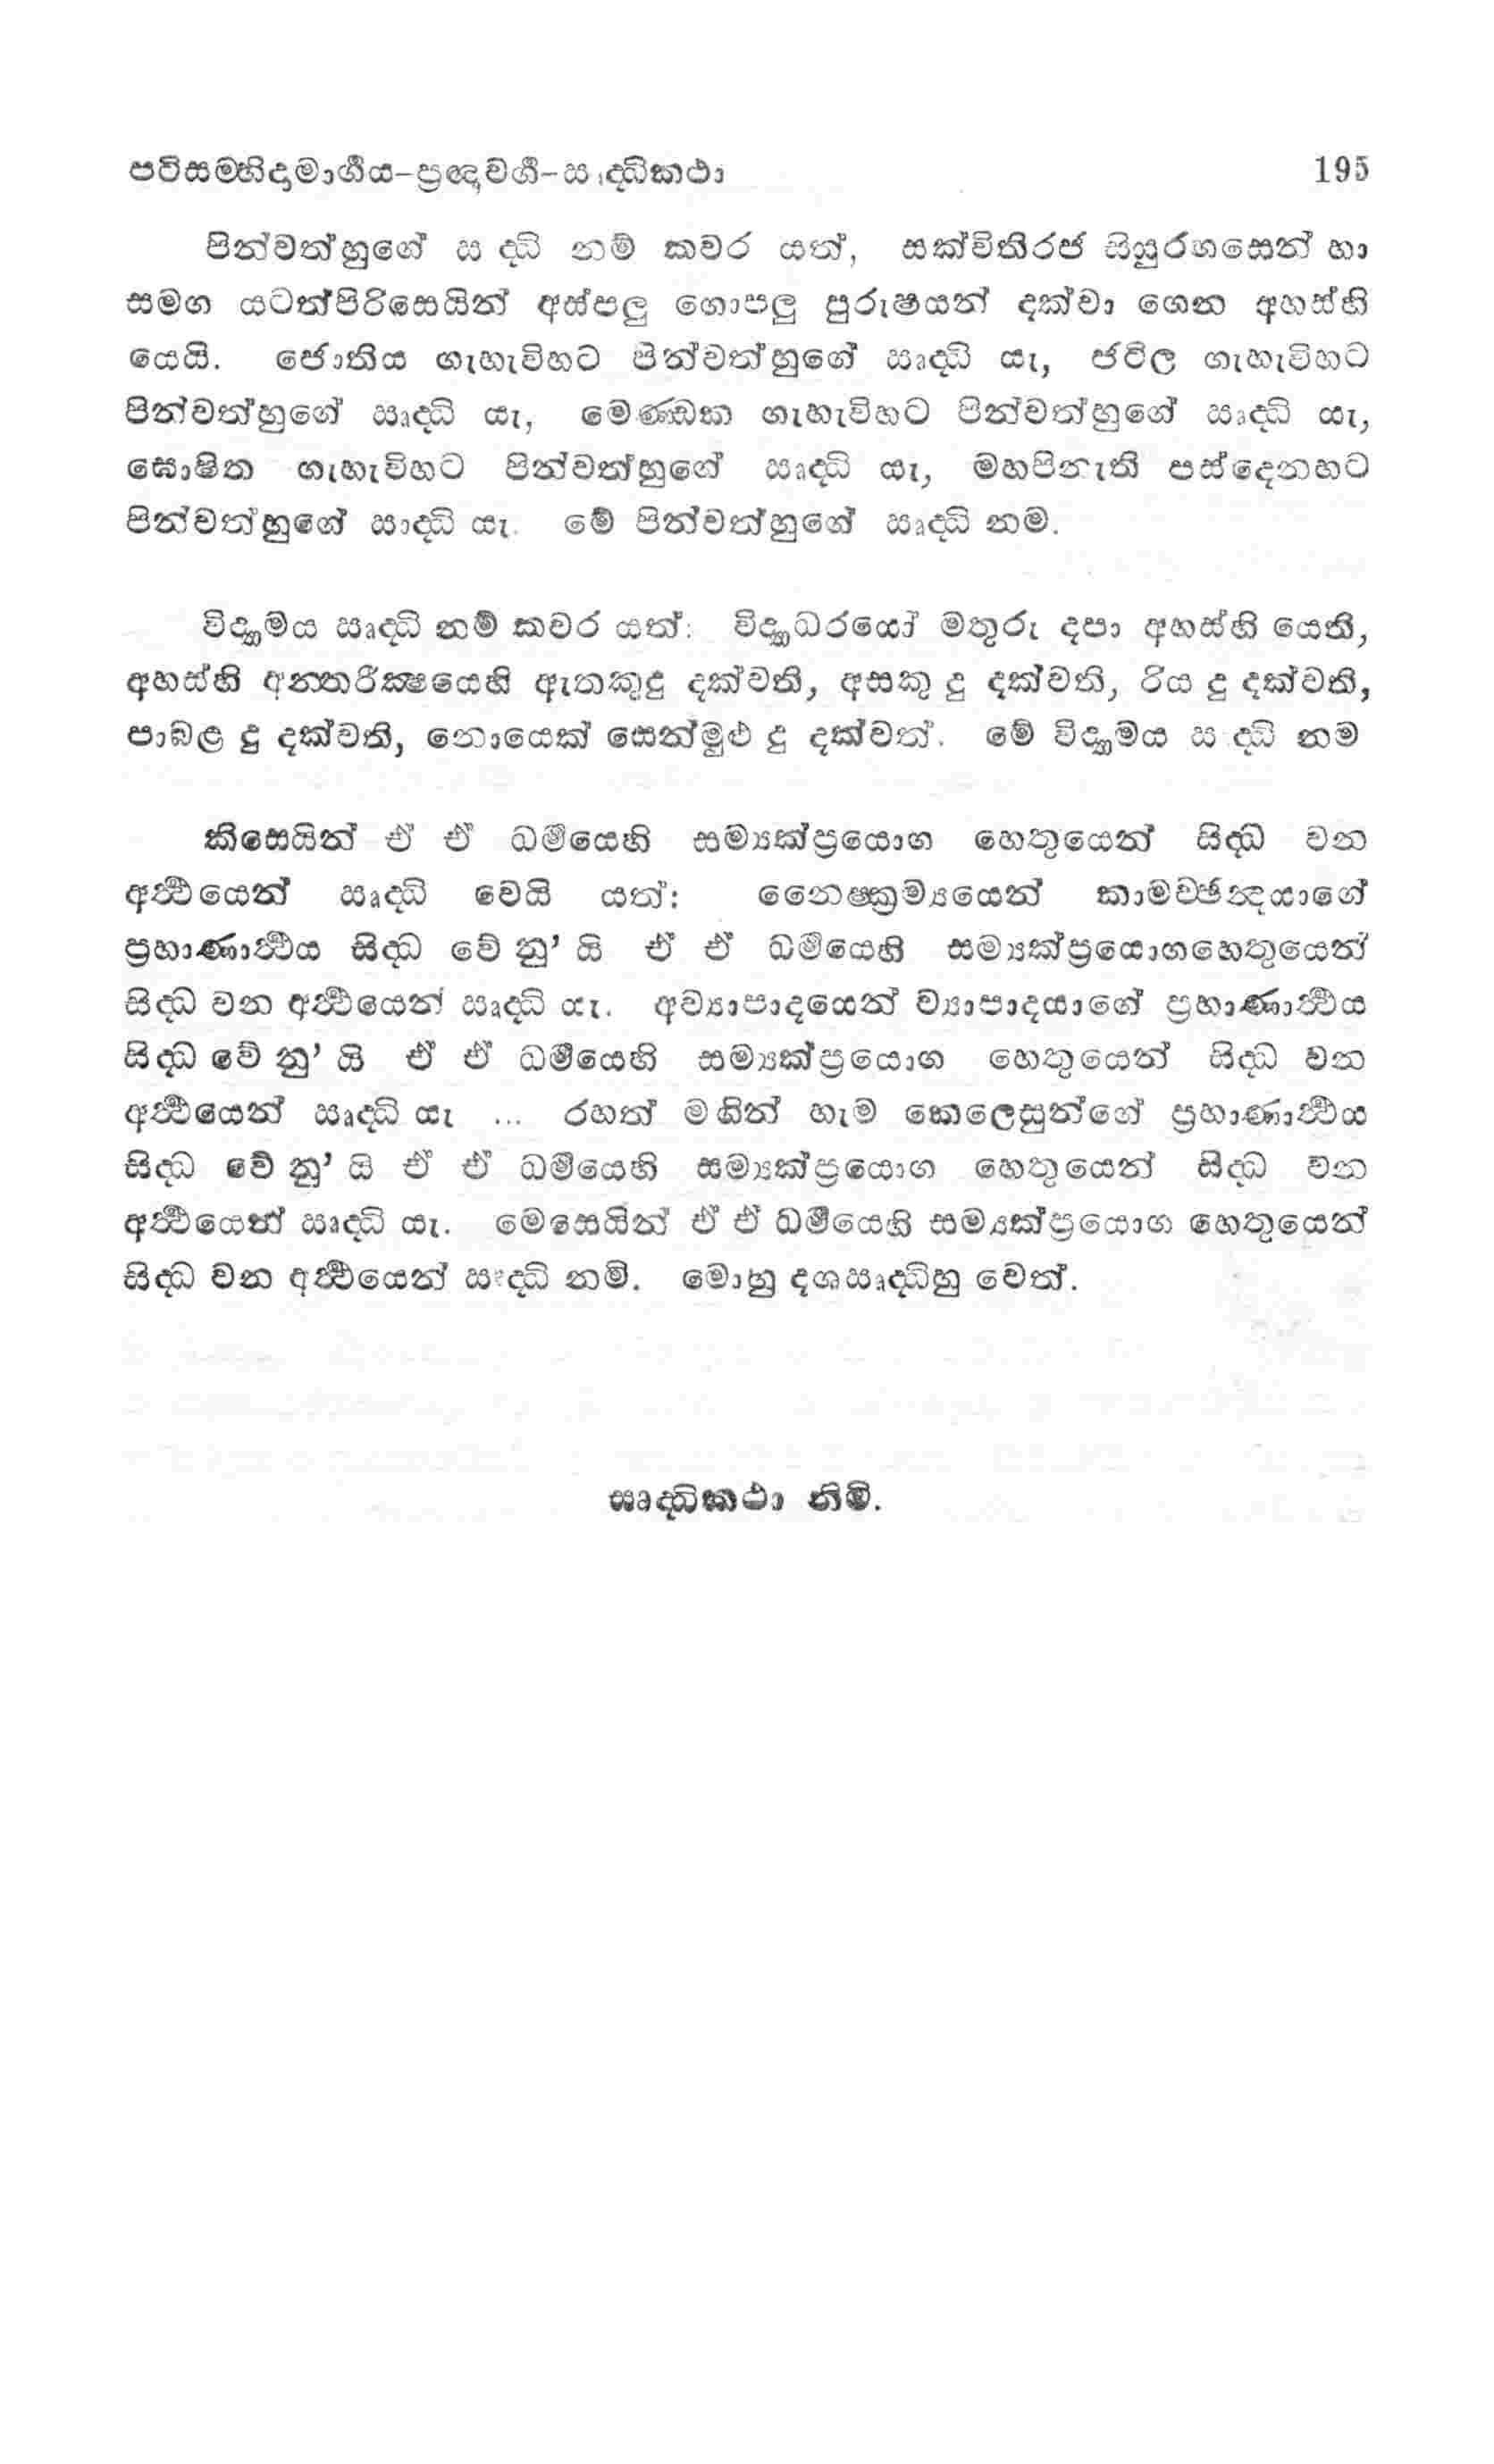 පටිසම්භිදාමාර්ගය-ප්‍රඥාවර්ග-ඍද්ධිකථා 195
පින්වත්හුගේ ඍද්ධි නම් කවර යත්, සක්විතිරජ සියුරඟසෙන් හා
සමග යටත්පිරිසෙයින් අස්පලු ගොපලු පුරුෂයන් දක්වා ගෙන අහස්හි
යෙයි. ජෝතිය ගැහැවිහට පින්වත්හුගේ ඍද්ධි යැ, ජටිල ගැහැවිහට
පින්වත්හුගේ ඍද්ධි යැ, මෙණ්ඩක ගැහැවිහට පින්වත්හුගේ ඍද්ධි යැ,
ඝොෂිත ගැහැවිහට පින්වත්හුගේ ඍද්ධි යැ, මහපිනැති පස්දෙනහට
පින්වත්හුගේ ඍද්ධි යැ. මේ පින්වත්හුගේ ඍද්ධි නම.
විද්‍යාමය ඍද්ධි නම් කවර යත්: විද්‍යාධරයෝ මතුරු දපා අහස්හි යෙති,
අහස්හි අන්තරීක්‍ෂයෙහි ඇතකුදු දක්වති, අසකු දු දක්වති, රිය දු දක්වති,
පාබළ දු දක්වති, නොයෙක් සෙන්මුළු දු දක්වත්. මේ විද්‍යාමය ඍද්ධි නම
කිසෙයින් ඒ ඒ ධර්මයෙහි සම්‍යක්ප්‍රයොග හෙතුයෙන් සිද්ධ වන
අර්ත්‍ථයෙන් ඍද්ධි වෙයි යත්: නෛෂ්ක්‍රම්‍යයෙන් කාමච්ඡන්දයාගේ
ප්‍රහාණාර්ත්‍ථය සිද්ධ වේ නු’ යි ඒ ඒ ධර්මයෙහි සම්‍යක්ප්‍රයොගහෙතුයෙන්
සිද්ධ වන අර්ත්‍ථයෙන් ඍද්ධි යැ. අව්‍යාපාදයෙන් ව්‍යාපාදයාගේ ප්‍රහාණාර්ත්‍ථය
සිද්ධ වේ නු’ යි ඒ ඒ ධර්මයෙහි සම්‍යක්ප්‍රයොග හෙතුයෙන් සිද්ධ වන
අර්ත්‍ථයෙන් ඍද්ධි යැ ... රහත් මගින් හැම කෙලෙසුන්ගේ ප්‍රහාණාර්ත්‍ථය
සිද්ධ වේ නු’ යි ඒ ඒ ධර්මයෙහි සම්‍යක්ප්‍රයොග හෙතුයෙන් සිද්ධ වන
අර්ත්‍ථයෙන් ඍද්ධි යැ. මෙසෙයින් ඒ ඒ ධර්මයෙහි සම්‍යක්ප්‍රයොග හෙතුයෙන්
සිද්ධ වන අර්ත්‍ථයෙන් ඍද්ධි නමි. මොහු දශඍද්ධිහු වෙත්.
ඍද්ධිකථා නිමි.